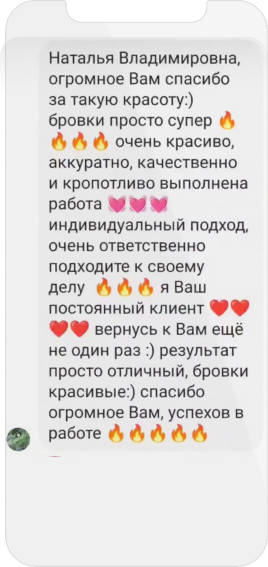 Наталья Владимировна,
огромное Вам спасибо
за такую красоту:)
бровки просто супер 🔥
🔥🔥🔥 очень красиво,
аккуратно, качественно
и кропотливо выполнена
работа 💓💓💓
индивидуальный подход,
очень ответственно
подходите к своему
делу 🔥🔥🔥 я Ваш
постоянный клиент ❤️❤️
❤️❤️ вернусь к Вам ещё
не один раз :) результат
просто отличный, бровки
красивые:) спасибо
огромное Вам, успехов в
работе 🔥🔥🔥🔥🔥